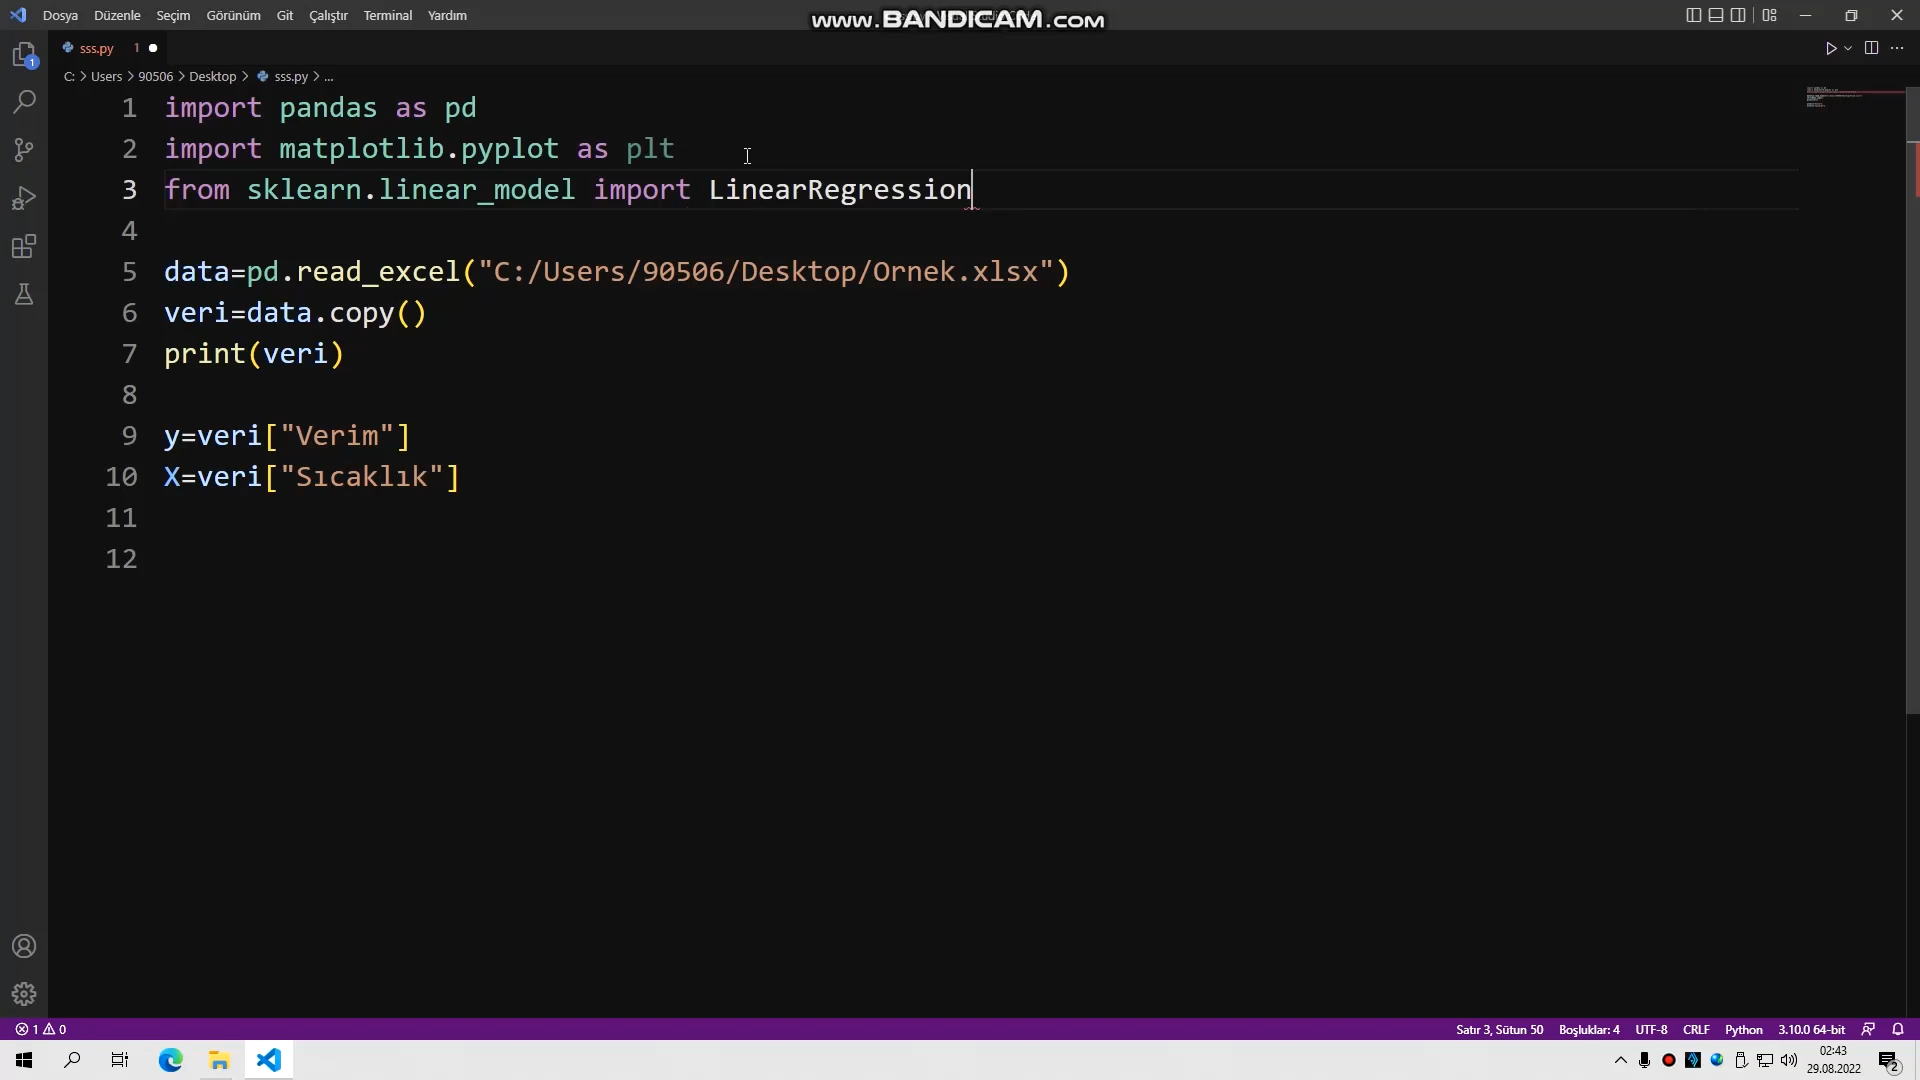 Dosya Düzenle Seçim Görünüm Git Çalıştır Terminal Yardım
www.BANDICAM.com
sss.py 1
C: > Users > 90506 > Desktop > sss.py > ...
1 import pandas as pd
2 import matplotlib.pyplot as plt
3 from sklearn.linear_model import LinearRegression
4
5 data=pd.read_excel("C:/Users/90506/Desktop/Ornek.xlsx")
6 veri=data.copy()
7 print(veri)
8
9 y=veri["Verim"]
10 X=veri["Sıcaklık"]
11
12
1
1 0 Satır 3, Sütun 50 Boşluklar: 4 UTF-8 CRLF Python 3.10.0 64-bit
02:43
29.08.2022
2